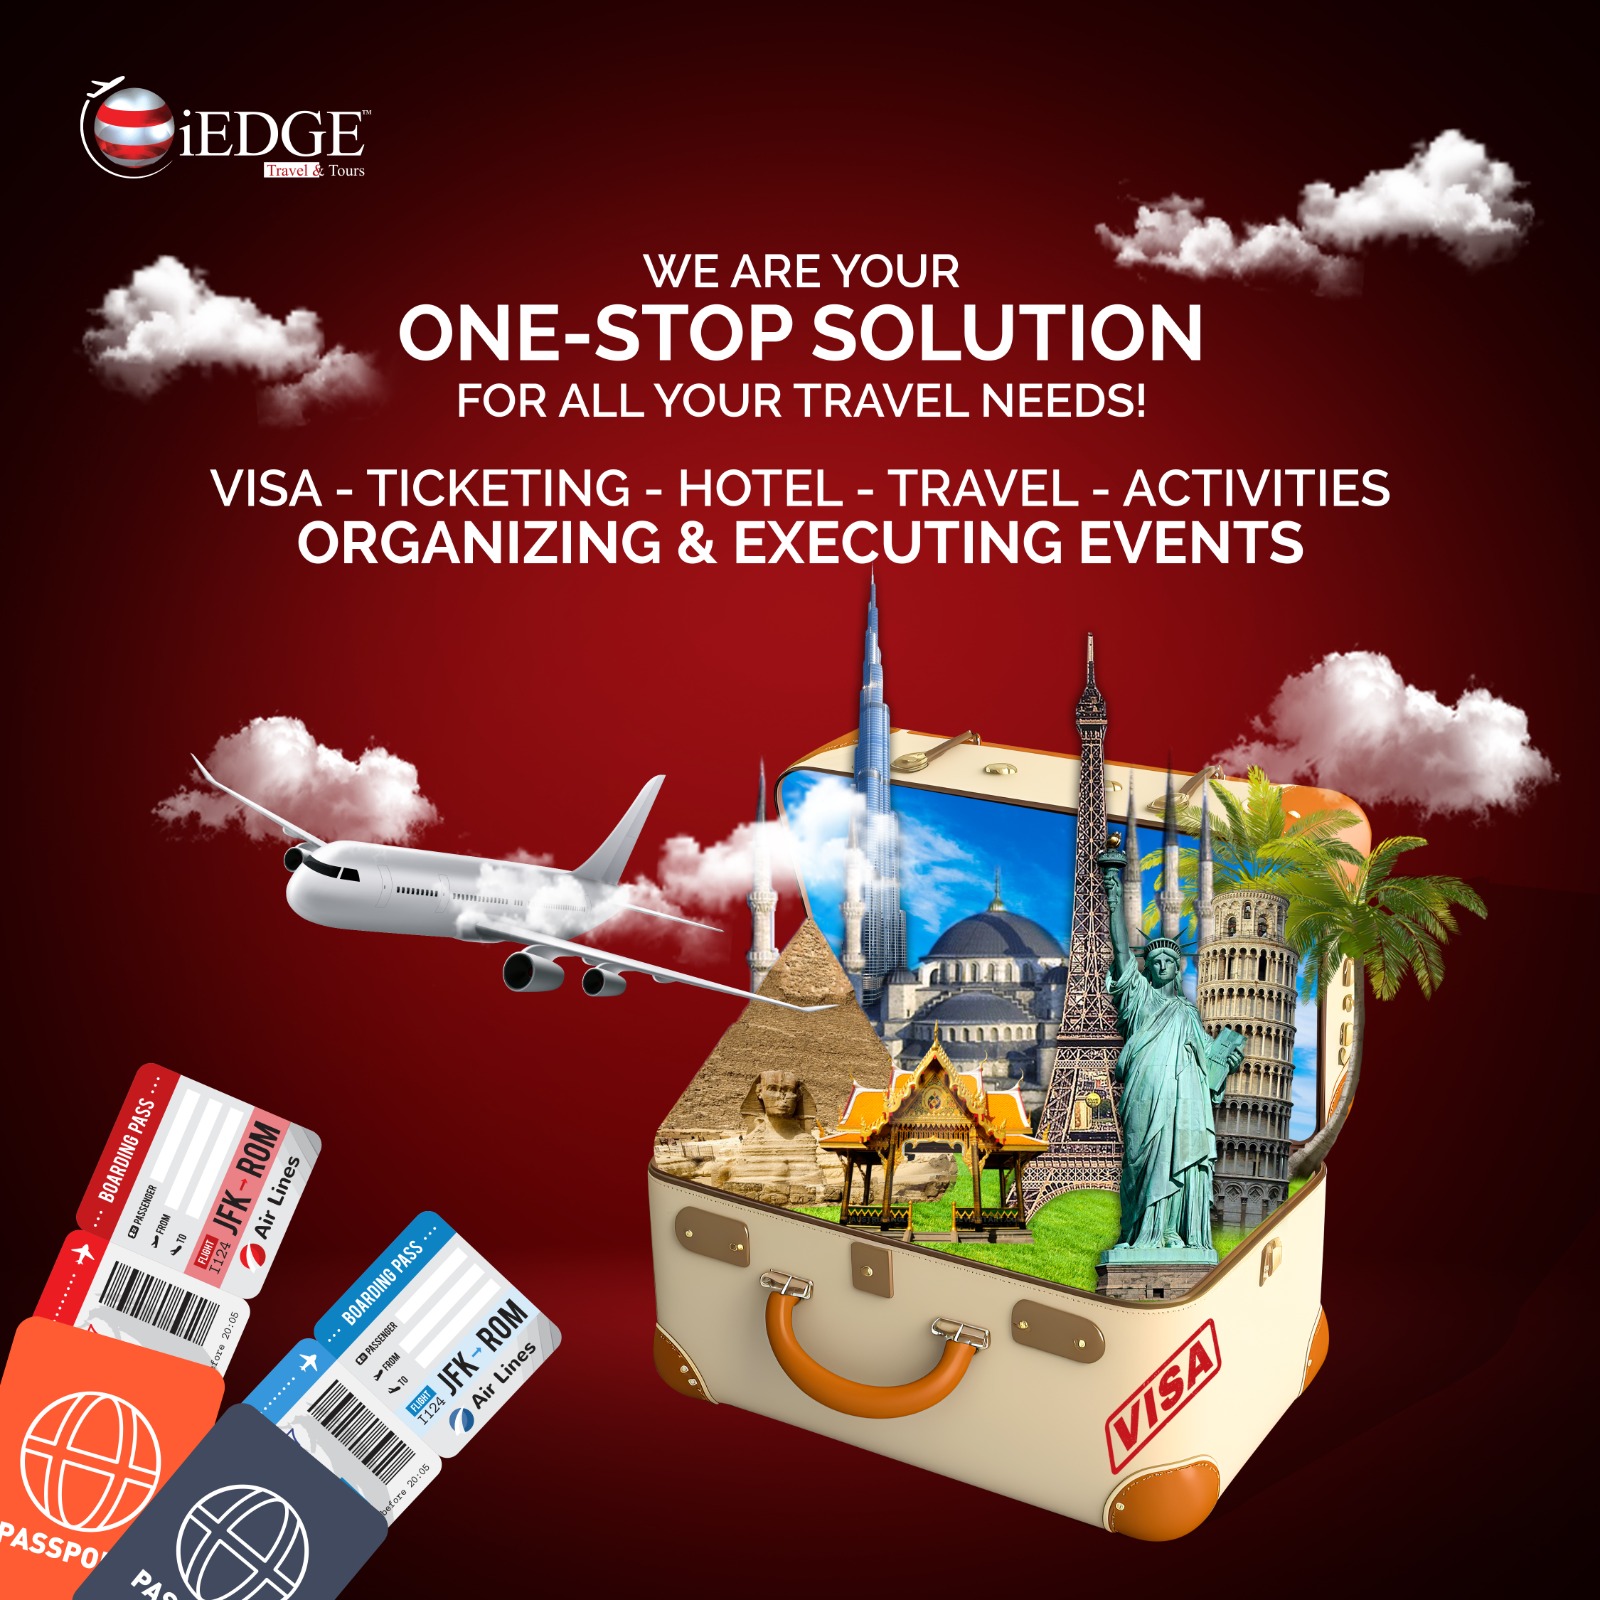 iEDGE™
Travel & Tours
WE ARE YOUR
ONE-STOP SOLUTION
FOR ALL YOUR TRAVEL NEEDS!
VISA - TICKETING - HOTEL - TRAVEL - ACTIVITIES
ORGANIZING & EXECUTING EVENTS
BOARDING PASS
PASSENGER
FROM
TO
FLIGHT
I124
JFK → ROM
Air Lines
before 20:05
PASSPO
BOARDING PASS
PASSENGER
FROM
TO
FLIGHT
I124
JFK → ROM
Air Lines
before 20:05
PAS
VISA